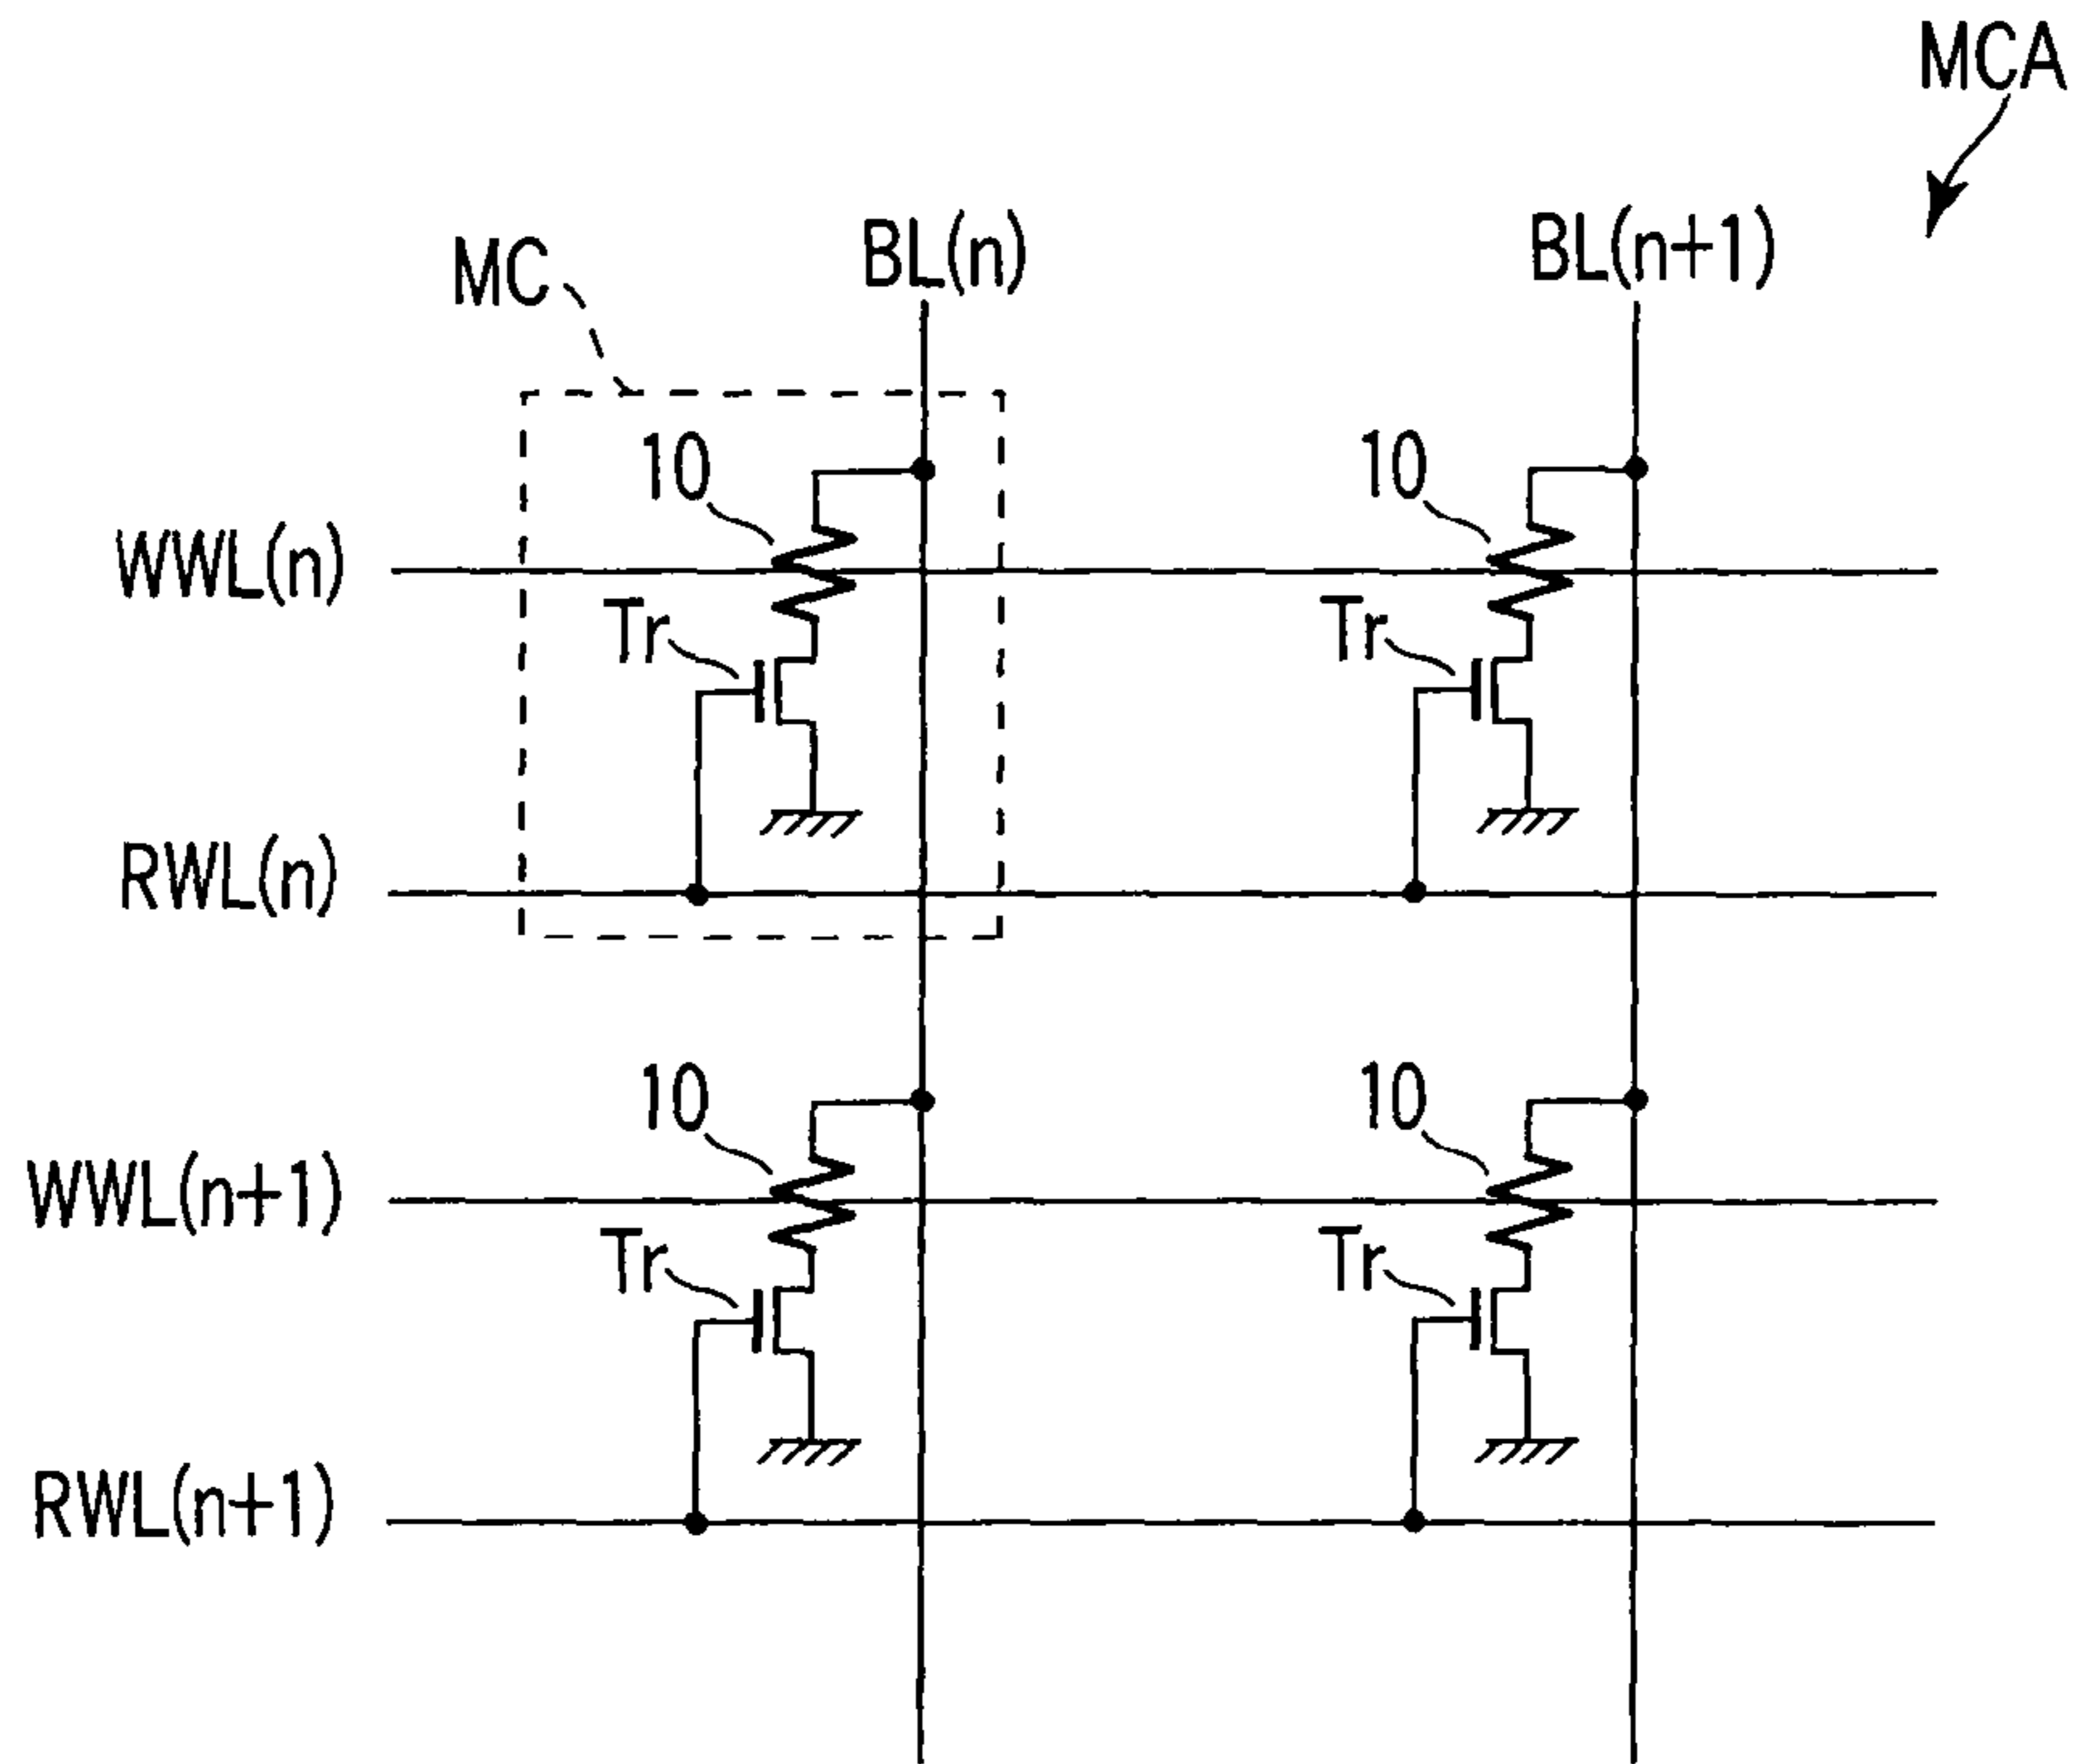 MCA
MC
BL(n)
BL(n+1)
10
10
WWL(n)
Tr
Tr
RWL(n)
10
10
WWL(n+1)
Tr
Tr
RWL(n+1)